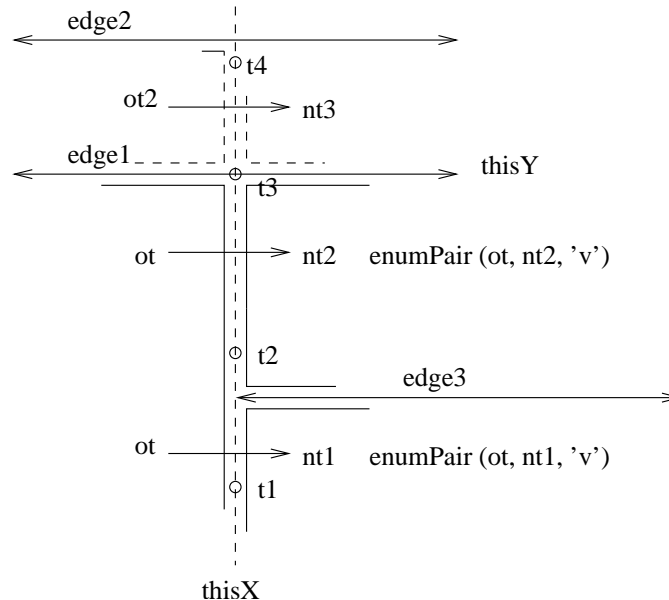 edge2
t4
ot2
nt3
edge1
thisY
t3
ot
nt2
enumPair (ot, nt2, 'v')
t2
edge3
ot
nt1
enumPair (ot, nt1, 'v')
t1
thisX